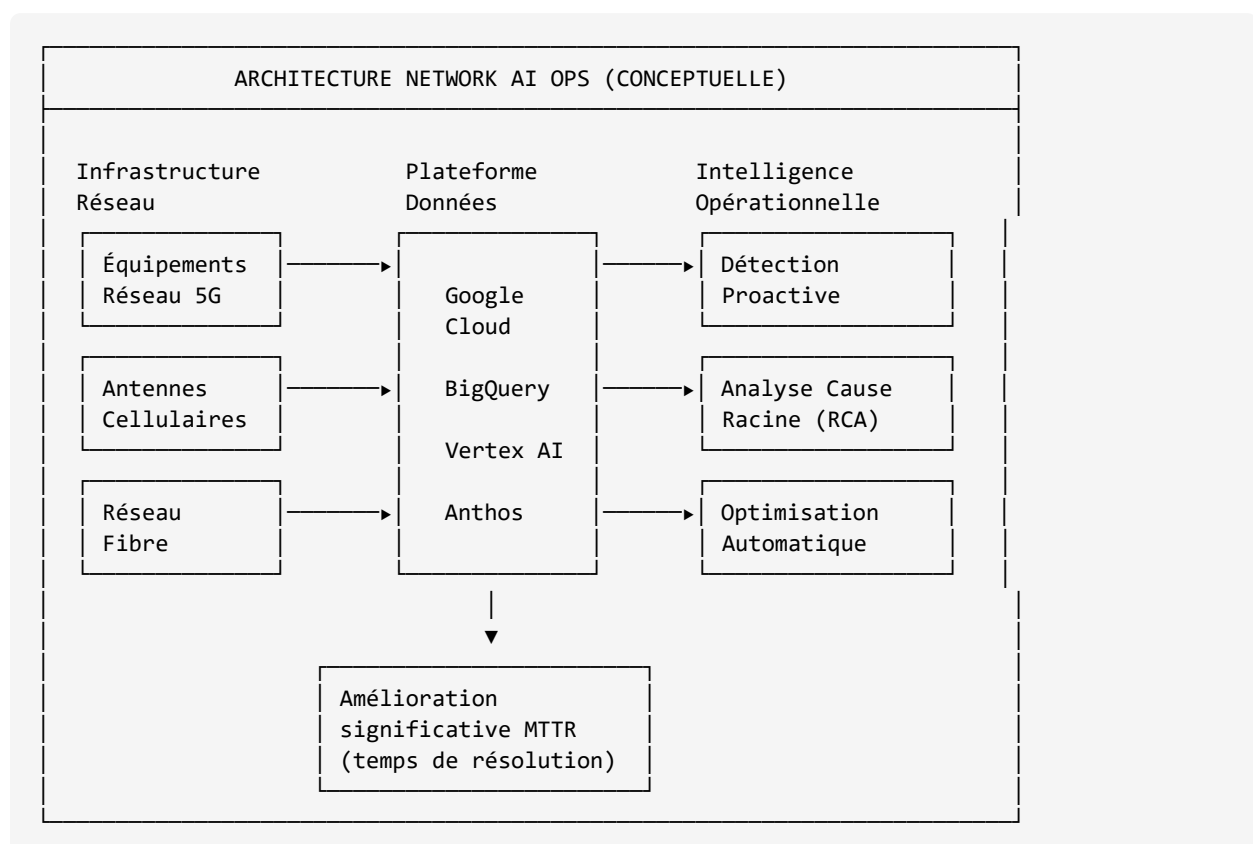 ARCHITECTURE NETWORK AI OPS (CONCEPTUELLE)
Infrastructure
Réseau
Plateforme
Données
Intelligence
Opérationnelle
Équipements
Réseau 5G
Antennes
Cellulaires
Réseau
Fibre
Google
Cloud
BigQuery
Vertex AI
Anthos
Détection
Proactive
Analyse Cause
Racine (RCA)
Optimisation
Automatique
Amélioration
significative MTTR
(temps de résolution)